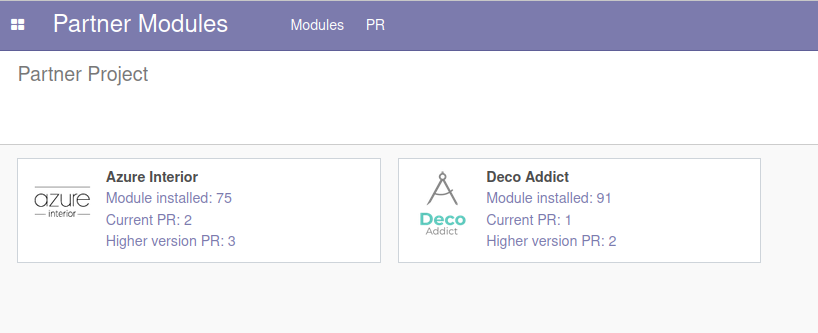 Partner Modules
Modules
PR
Partner Project
azure
interior
Azure Interior
Module installed: 75
Current PR: 2
Higher version PR: 3
Deco
Addict
Deco Addict
Module installed: 91
Current PR: 1
Higher version PR: 2